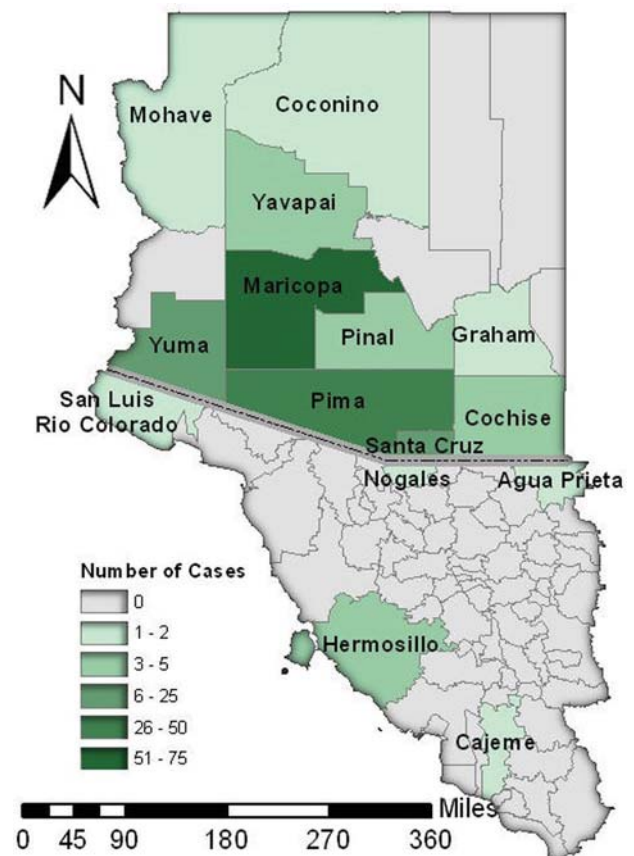 N
Mohave
Coconino
Yavapai
Maricopa
Yuma
Pinal
Graham
Pima
Cochise
San Luis
Rio Colorado
Santa Cruz
Nogales
Agua Prieta
Number of Cases
0
1 - 2
3 - 5
6 - 25
26 - 50
51 - 75
Hermosillo
Cajeme
Miles
0 45 90 180 270 360